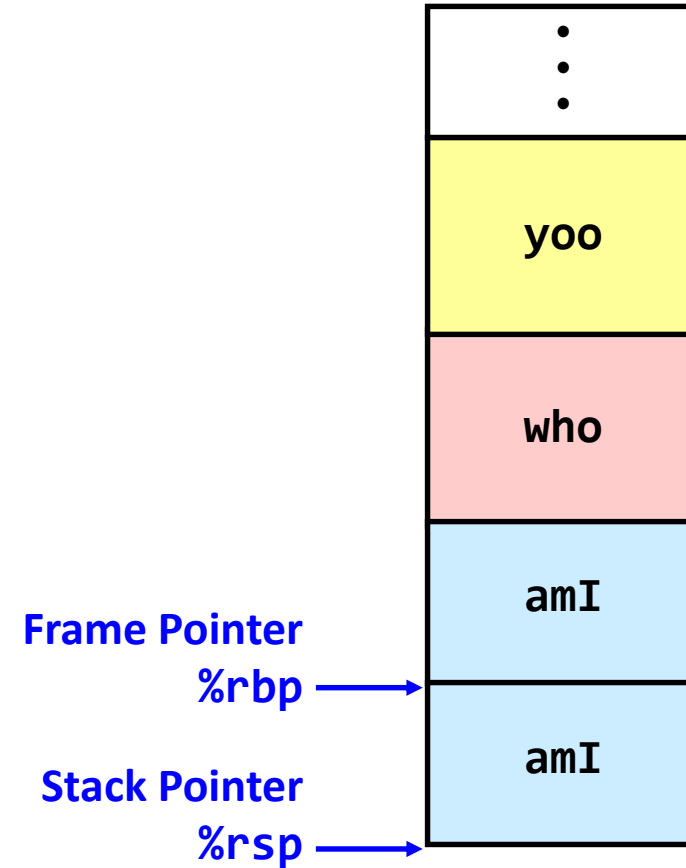 yoo
who
amI
Frame Pointer
%rbp
amI
Stack Pointer
%rsp